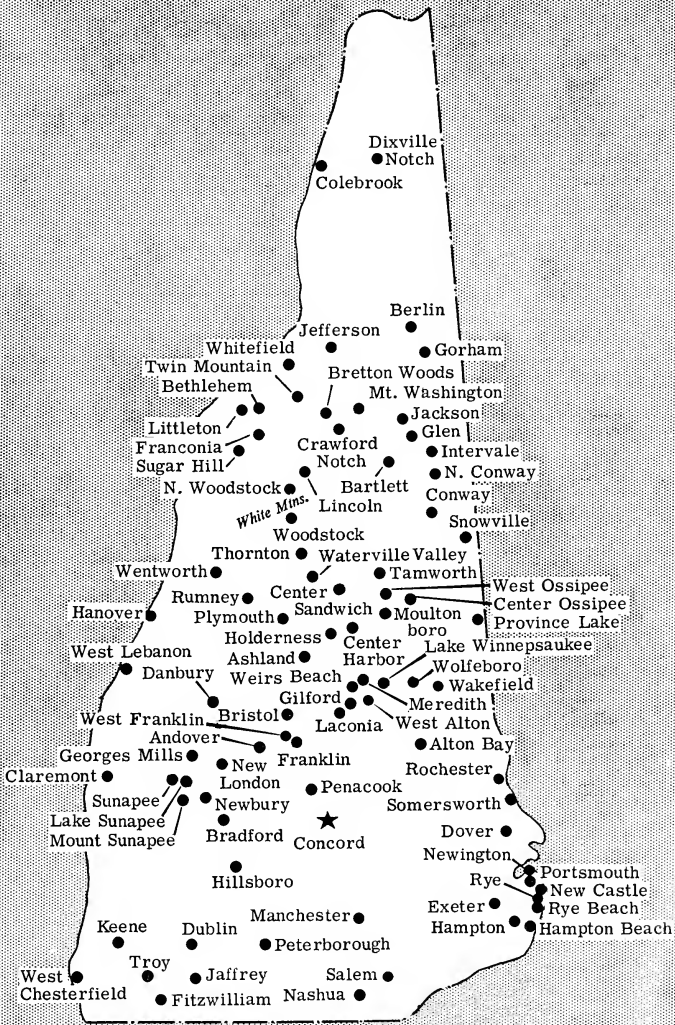 Dixville
Notch
Colebrook
Berlin
Jefferson
Whitefield
Gorham
Twin Mountain
Bretton Woods
Bethlehem
Mt. Washington
Jackson
Littleton
Glen
Franconia
Crawford
Notch
Intervale
Sugar Hill
N. Conway
N. Woodstock
Bartlett
Lincoln
Conway
White Mtns.
Snowville
Woodstock
Thornton
Waterville Valley
Wentworth
Tamworth
West Ossipee
Rumney
Center
Sandwich
Center Ossipee
Hanover
Plymouth
Moulton
boro
Province Lake
Holderness
Center
Harbor
Lake Winnepsaukee
West Lebanon
Ashland
Wolfeboro
Danbury
Weirs Beach
Wakefield
Gilford
Meredith
West Franklin
Bristol
Laconia
West Alton
Andover
Franklin
Alton Bay
Georges Mills
New
London
Claremont
Rochester
Penacook
Sunapee
Newbury
Somersworth
Lake Sunapee
Mount Sunapee
Bradford
Concord
Dover
Newington
Hillsboro
Portsmouth
Rye
New Castle
Exeter
Rye Beach
Manchester
Hampton
Hampton Beach
Keene
Dublin
Peterborough
Troy
West
Chesterfield
Jaffrey
Salem
Fitzwilliam
Nashua